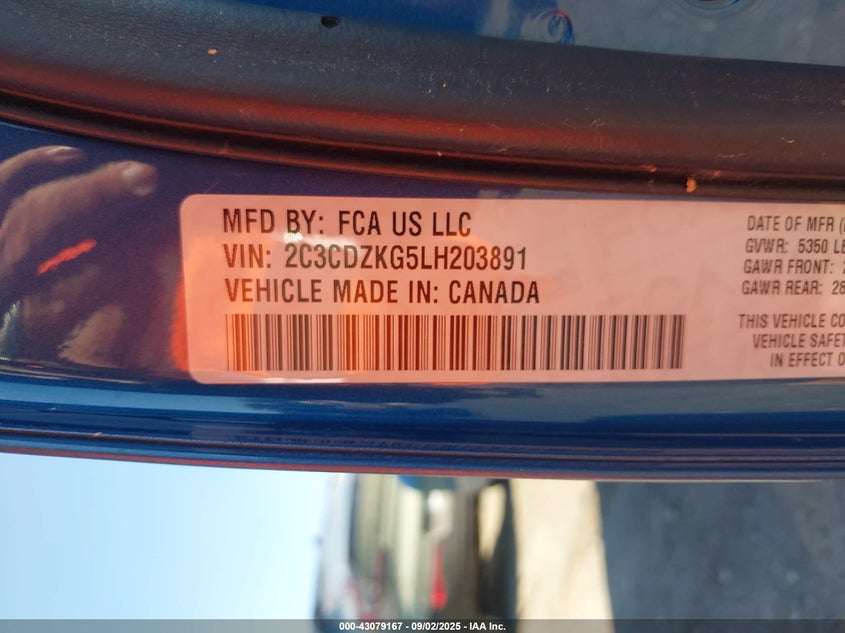 MFD BY: FCA US LLC
VIN: 2C3CDZKG5LH203891
VEHICLE MADE IN: CANADA
DATE OF MFR
GVWR: 5350
GAWR FRONT:
GAWR REAR:
THIS VEHICLE
VEHICLE
IN EFFECT
000-43079167 - 09/02/2025 - IAA Inc.